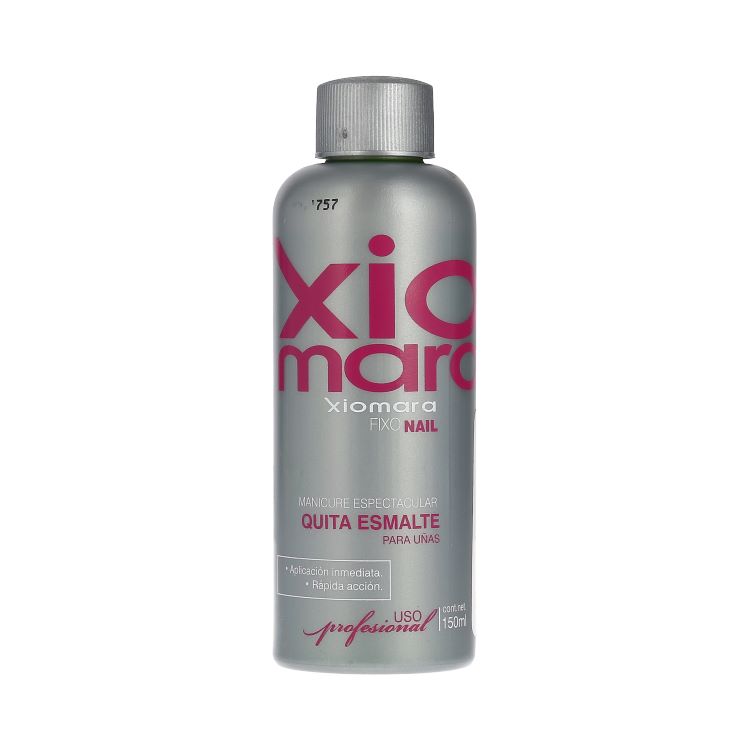 757
xio
mara
xiomara
FIXO NAIL
MANICURE ESPECTACULAR
QUITA ESMALTE
PARA UÑAS
• Aplicación inmediata.
• Rápida acción.
USO
profesional
cont.net.
150ml